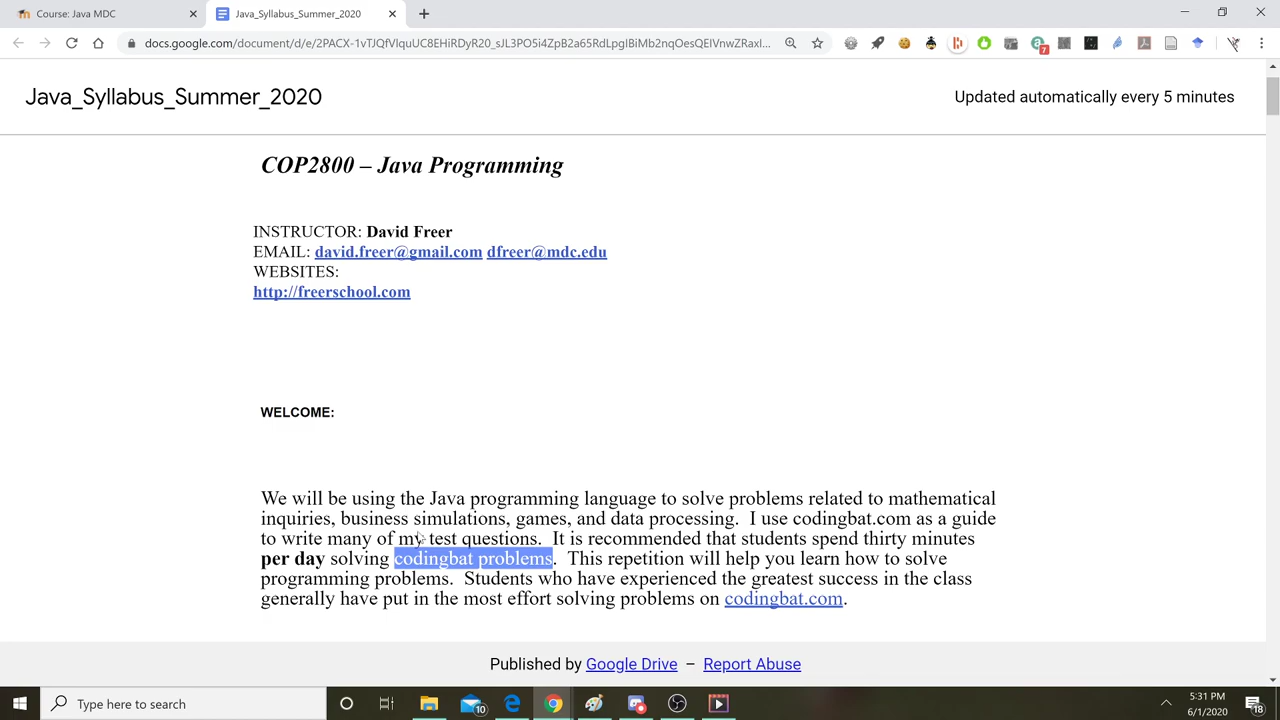 Course: Java MDC
Java_Syllabus_Summer_2020
Java_Syllabus_Summer_2020
Updated automatically every 5 minutes
COP2800 – Java Programming
INSTRUCTOR: David Freer
EMAIL: david.freer@gmail.com dfreer@mdc.edu
WEBSITES:
http://freerschool.com
WELCOME:
We will be using the Java programming language to solve problems related to mathematical
inquiries, business simulations, games, and data processing.  I use codingbat.com as a guide
to write many of my test questions.  It is recommended that students spend thirty minutes
per day solving codingbat problems.  This repetition will help you learn how to solve
programming problems.  Students who have experienced the greatest success in the class
generally have put in the most effort solving problems on codingbat.com.
Published by Google Drive – Report Abuse
Type here to search
10
5:31 PM
6/1/2020
18
7